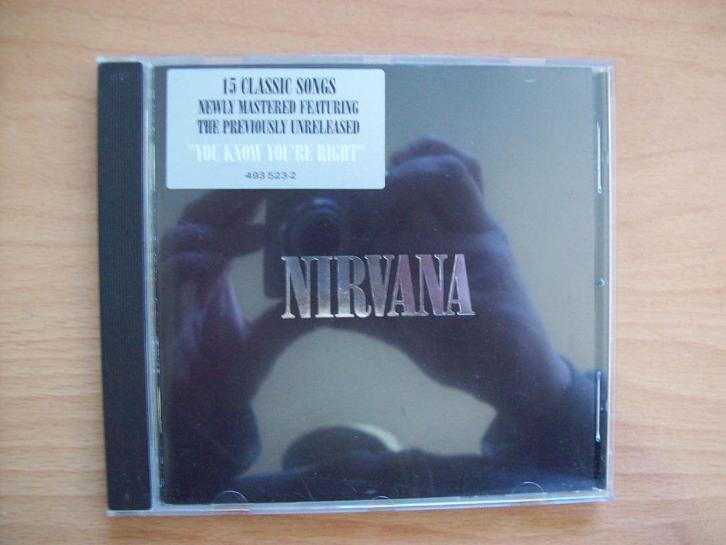 15 CLASSIC SONGS
NEWLY MASTERED FEATURING
THE PREVIOUSLY UNRELEASED
"YOU KNOW YOU'RE RIGHT"
493 523-2
NIRVANA